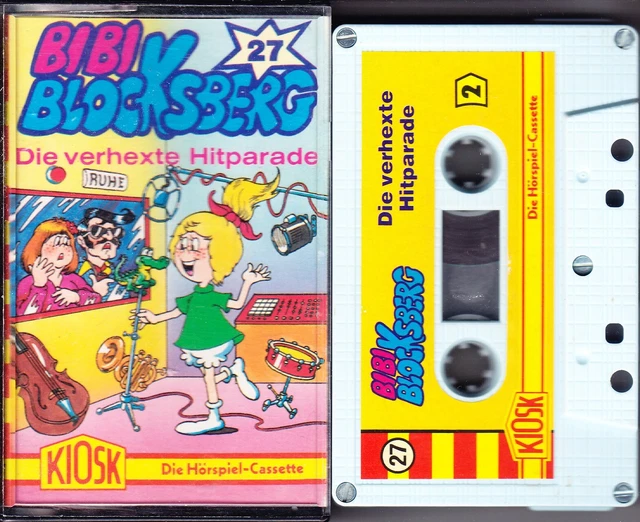 BIBI
BLOCKSBERG
27
Die verhexte Hitparade
RUHE
KIOSK
Die Hörspiel-Cassette
2
Die verhexte
Hitparade
Die Hörspiel-Cassette
BIBI
BLOCKSBERG
27
KIOSK